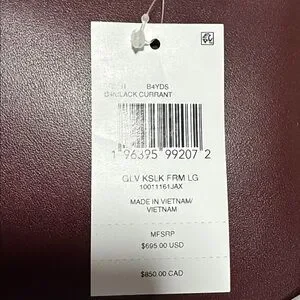 B4YDS
BLACK CURRANT
1 96395 99207 2
GLV KSLK FRM LG
10011161JAX
MADE IN VIETNAM/
VIETNAM
MFSRP
$695.00 USD
$850.00 CAD